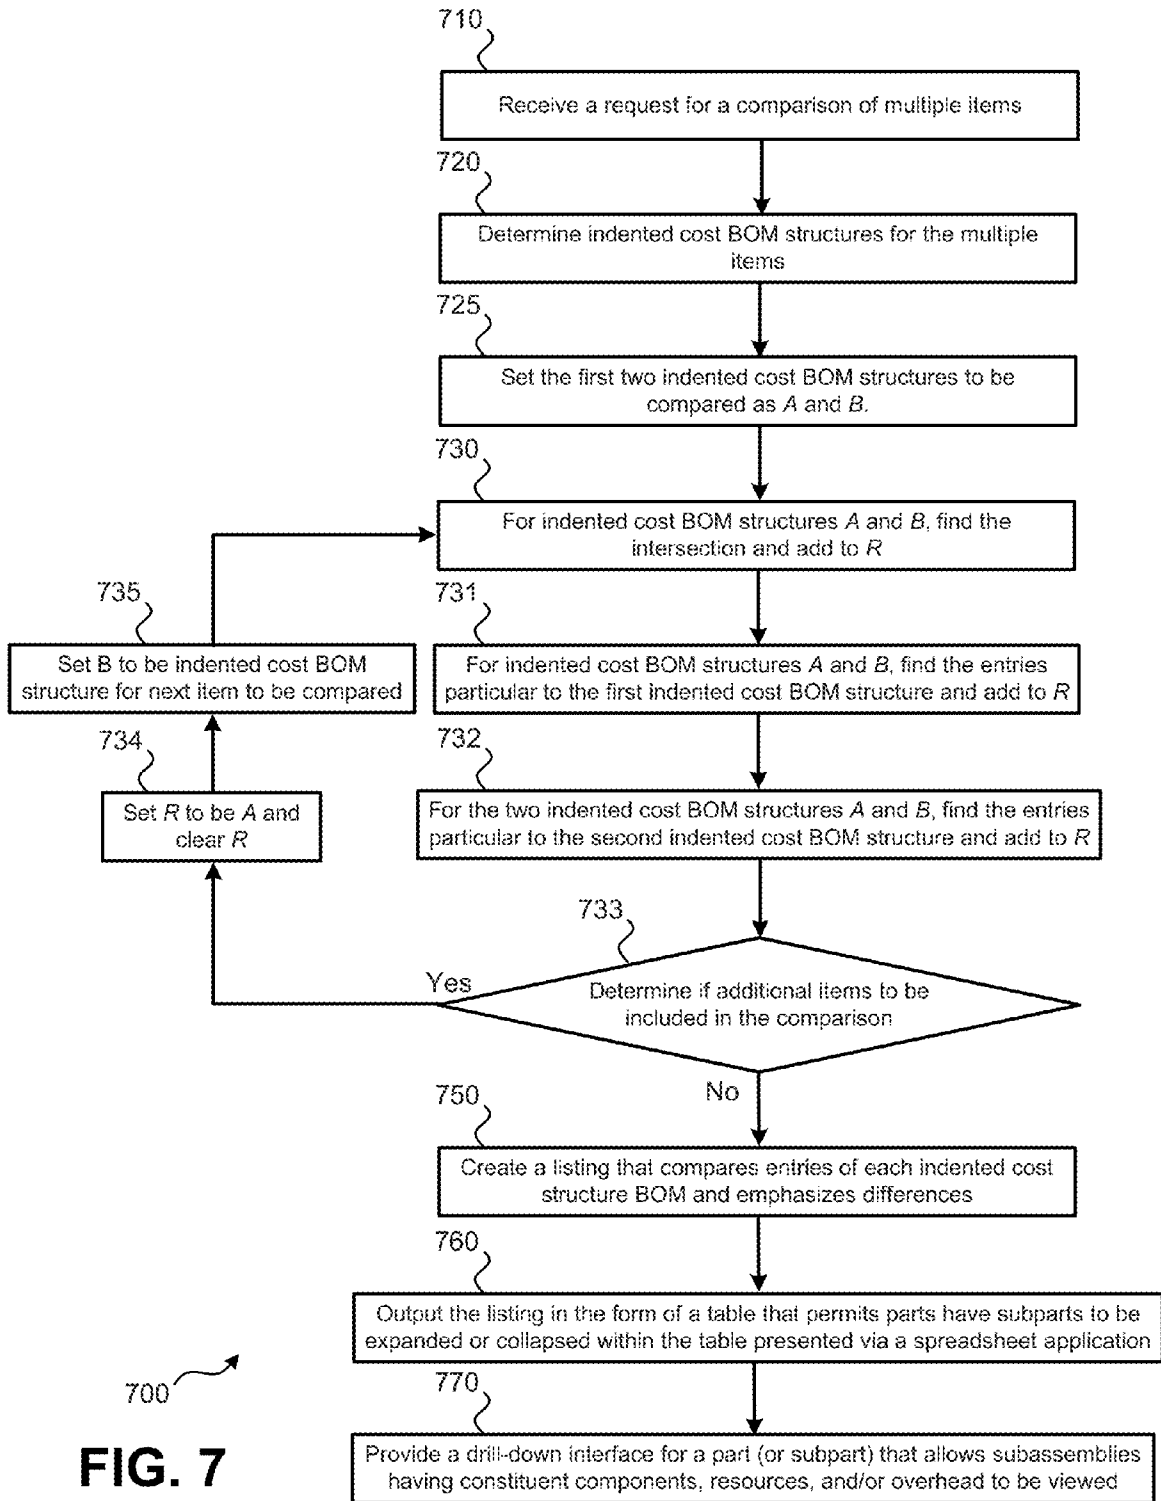 710
Receive a request for a comparison of multiple items
720
Determine indented cost BOM structures for the multiple
items
725
Set the first two indented cost BOM structures to be
compared as A and B.
730
For indented cost BOM structures A and B, find the
intersection and add to R
735
Set B to be indented cost BOM
structure for next item to be compared
731
For indented cost BOM structures A and B, find the entries
particular to the first indented cost BOM structure and add to R
734
Set R to be A and
clear R
732
For the two indented cost BOM structures A and B, find the entries
particular to the second indented cost BOM structure and add to R
733
Yes
Determine if additional items to be
included in the comparison
No
750
Create a listing that compares entries of each indented cost
structure BOM and emphasizes differences
760
Output the listing in the form of a table that permits parts have subparts to be
expanded or collapsed within the table presented via a spreadsheet application
700
770
Provide a drill-down interface for a part (or subpart) that allows subassemblies
having constituent components, resources, and/or overhead to be viewed
FIG. 7